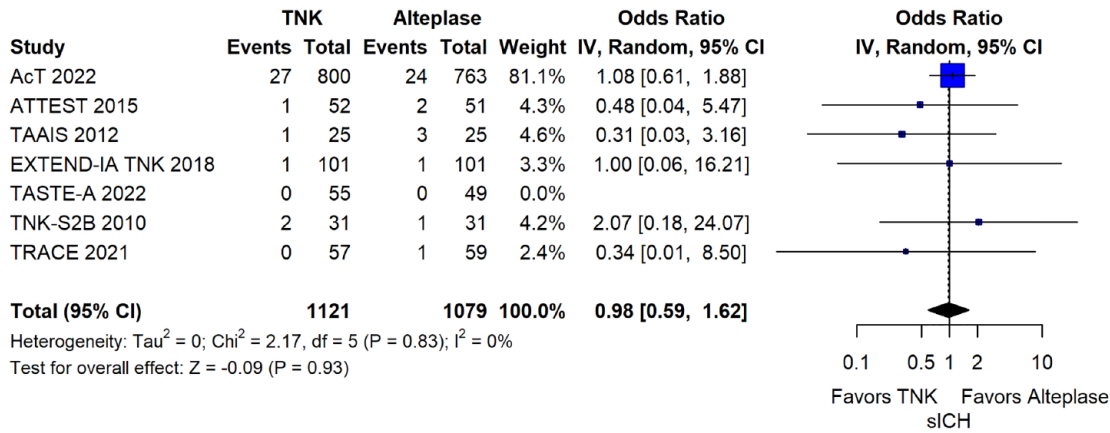 TNK Alteplase Odds Ratio Odds Ratio
Study Events Total Events Total Weight IV, Random, 95% CI IV, Random, 95% CI
AcT 2022 27 800 24 763 81.1% 1.08 [0.61, 1.88]
ATTEST 2015 1 52 2 51 4.3% 0.48 [0.04, 5.47]
TAAIS 2012 1 25 3 25 4.6% 0.31 [0.03, 3.16]
EXTEND-IA TNK 2018 1 101 1 101 3.3% 1.00 [0.06, 16.21]
TASTE-A 2022 0 55 0 49 0.0%
TNK-S2B 2010 2 31 1 31 4.2% 2.07 [0.18, 24.07]
TRACE 2021 0 57 1 59 2.4% 0.34 [0.01, 8.50]
Total (95% CI) 1121 1079 100.0% 0.98 [0.59, 1.62]
Heterogeneity: Tau² = 0; Chi² = 2.17, df = 5 (P = 0.83); I² = 0%
Test for overall effect: Z = -0.09 (P = 0.93)
0.1 0.5 1 2 10
Favors TNK Favors Alteplase
sICH